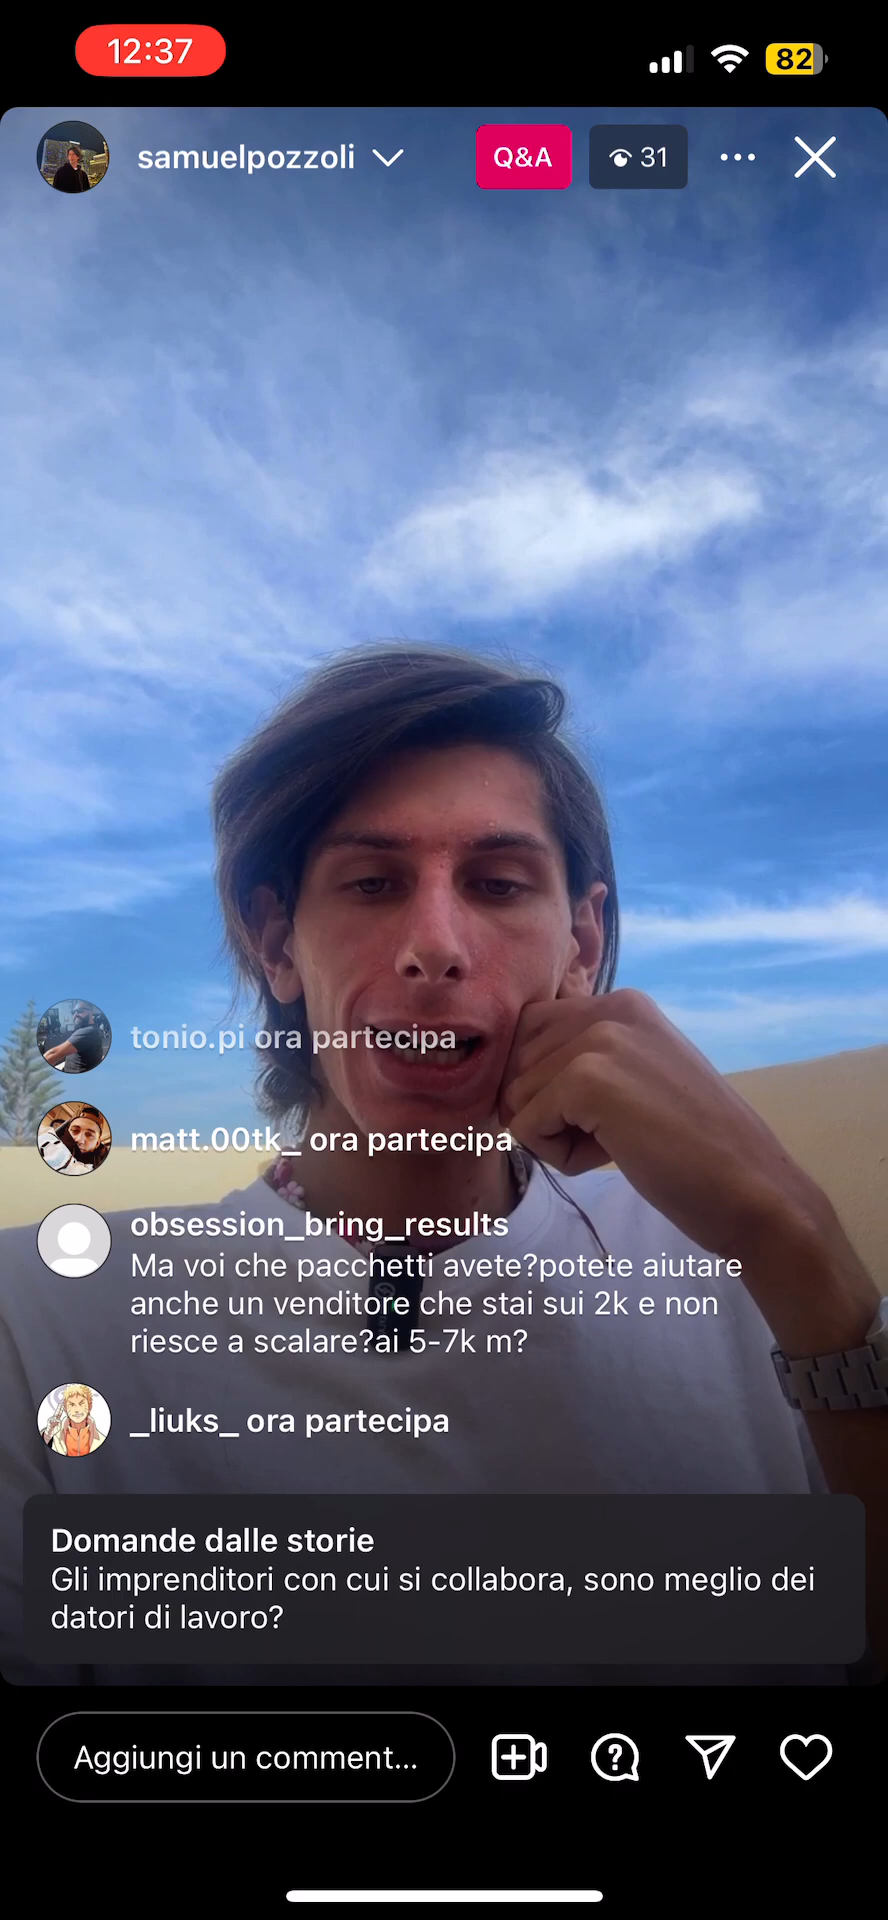 12:37
82
samuelpozzoli
Q&A
31
tonio.pi ora partecipa
matt.00tk_ ora partecipa
obsession_bring_results
Ma voi che pacchetti avete?potete aiutare
anche un venditore che stai sui 2k e non
riesce a scalare?ai 5-7k m?
_liuks_ ora partecipa
Domande dalle storie
Gli imprenditori con cui si collabora, sono meglio dei
datori di lavoro?
Aggiungi un comment...